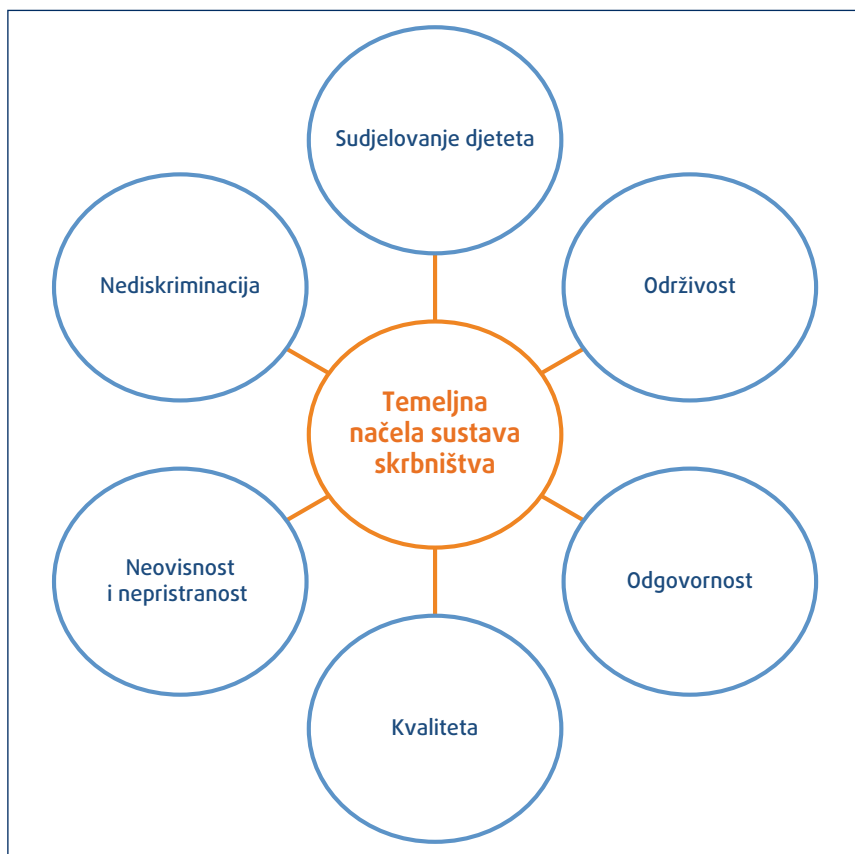 Sudjelovanje djeteta
Nediskriminacija
Održivost
Temeljna
načela sustava
skrbništva
Neovisnost
i nepristranost
Odgovornost
Kvaliteta